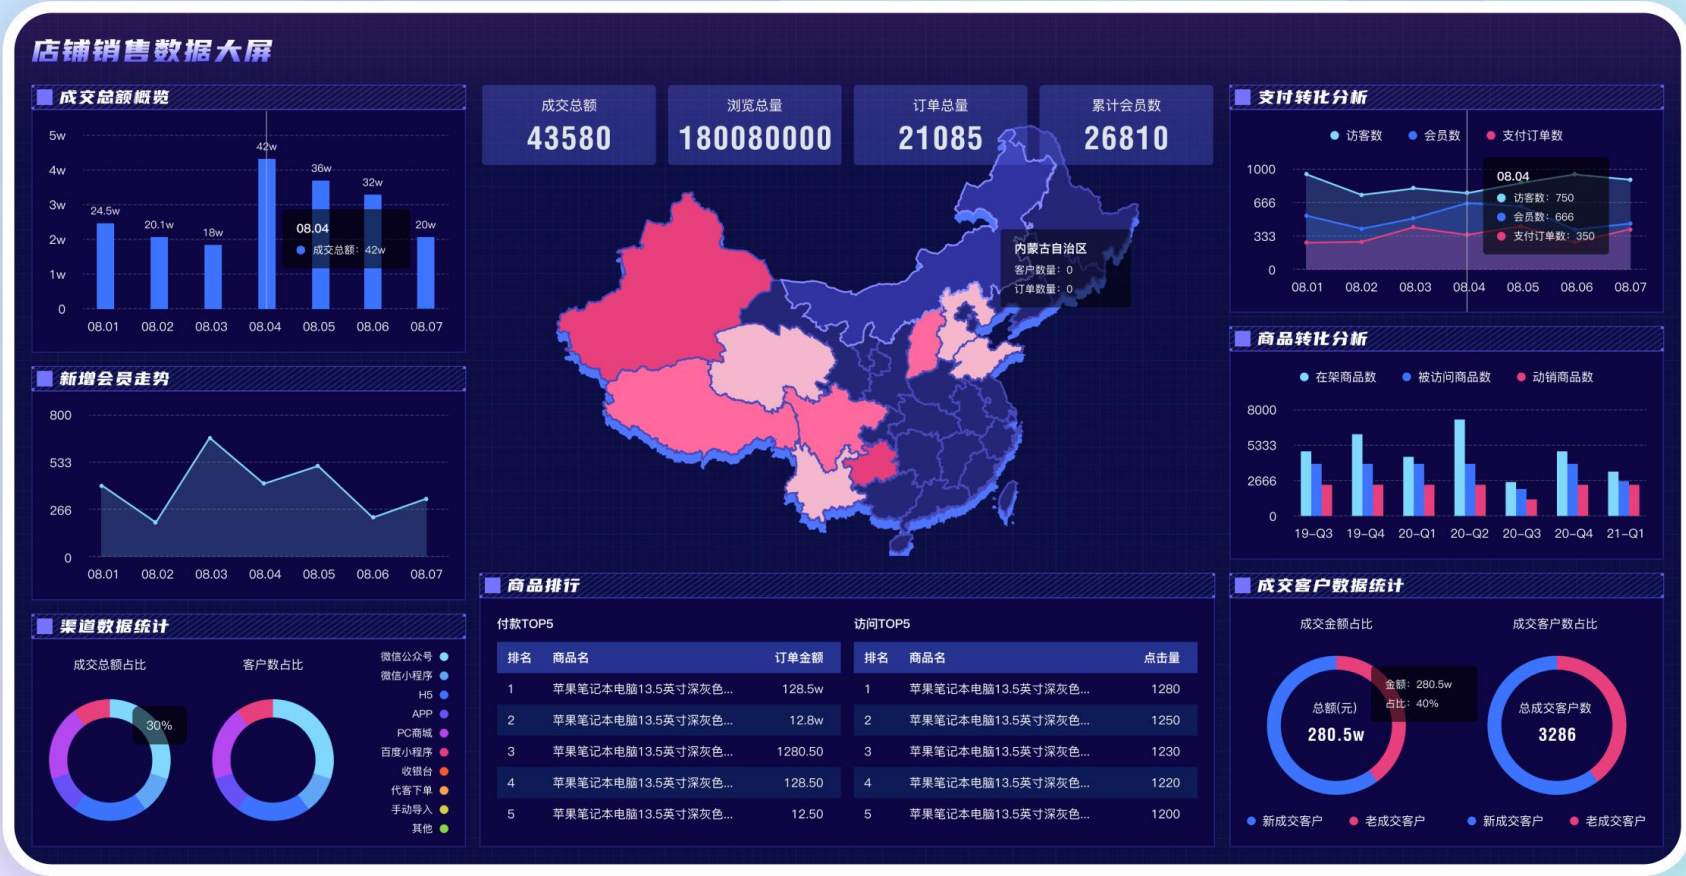 店铺销售数据大屏
成交总额概览
5w
4w
3w
2w
1w
0
24.5w
20.1w
18w
42w
36w
32w
20w
08.04
成交总额：42w
08.01 08.02 08.03 08.04 08.05 08.06 08.07
新增会员走势
800
533
266
0
08.01 08.02 08.03 08.04 08.05 08.06 08.07
渠道数据统计
成交总额占比
客户数占比
30%
微信公众号
微信小程序
H5
APP
PC商城
百度小程序
收银台
代客下单
手动导入
其他
成交总额
43580
浏览总量
180080000
订单总量
21085
累计会员数
26810
内蒙古自治区
客户数量：0
订单数量：0
商品排行
付款TOP5
排名 商品名 订单金额
1 苹果笔记本电脑13.5英寸深灰色... 128.5w
2 苹果笔记本电脑13.5英寸深灰色... 12.8w
3 苹果笔记本电脑13.5英寸深灰色... 1280.50
4 苹果笔记本电脑13.5英寸深灰色... 128.50
5 苹果笔记本电脑13.5英寸深灰色... 12.50
访问TOP5
排名 商品名 点击量
1 苹果笔记本电脑13.5英寸深灰色... 1280
2 苹果笔记本电脑13.5英寸深灰色... 1250
3 苹果笔记本电脑13.5英寸深灰色... 1230
4 苹果笔记本电脑13.5英寸深灰色... 1220
5 苹果笔记本电脑13.5英寸深灰色... 1200
支付转化分析
访客数 会员数 支付订单数
1000
666
333
0
08.04
访客数：750
会员数：666
支付订单数：350
08.01 08.02 08.03 08.04 08.05 08.06 08.07
商品转化分析
在架商品数 被访问商品数 动销商品数
8000
5333
2666
0
19-Q3 19-Q4 20-Q1 20-Q2 20-Q3 20-Q4 21-Q1
成交客户数据统计
成交金额占比
总额(元)
280.5w
金额：280.5w
占比：40%
新成交客户 老成交客户
成交客户数占比
总成交客户数
3286
新成交客户 老成交客户